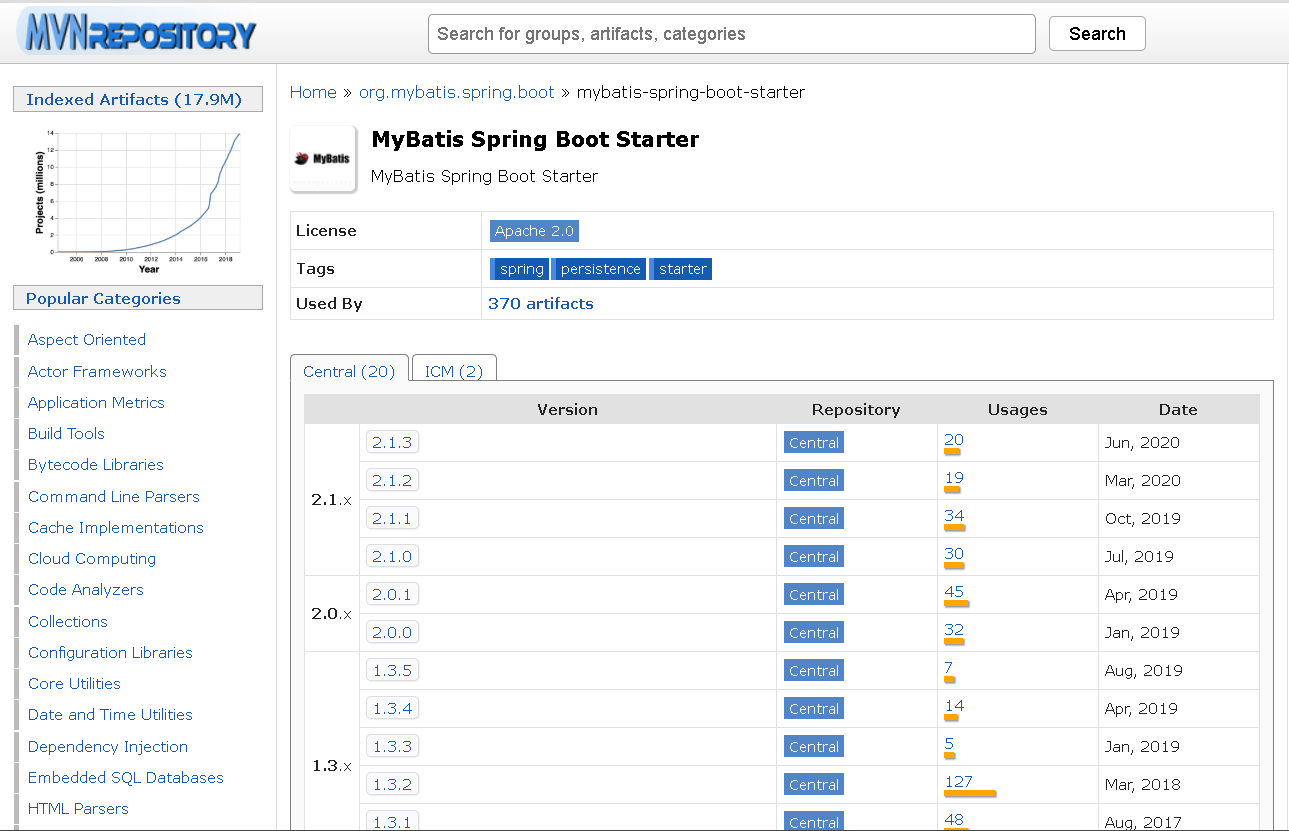 MVNREPOSITORY
Search for groups, artifacts, categories
Search
Indexed Artifacts (17.9M)
Projects (millions)
14
12
10
8
6
4
2
0
2006 2008 2010 2012 2014 2016 2018
Year
Popular Categories
Aspect Oriented
Actor Frameworks
Application Metrics
Build Tools
Bytecode Libraries
Command Line Parsers
Cache Implementations
Cloud Computing
Code Analyzers
Collections
Configuration Libraries
Core Utilities
Date and Time Utilities
Dependency Injection
Embedded SQL Databases
HTML Parsers
Home » org.mybatis.spring.boot » mybatis-spring-boot-starter
MyBatis
MyBatis Spring Boot Starter
MyBatis Spring Boot Starter
License Apache 2.0
Tags spring persistence starter
Used By 370 artifacts
Central (20) ICM (2)
Version Repository Usages Date
2.1.x
2.1.3 Central 20 Jun, 2020
2.1.2 Central 19 Mar, 2020
2.1.1 Central 34 Oct, 2019
2.1.0 Central 30 Jul, 2019
2.0.x
2.0.1 Central 45 Apr, 2019
2.0.0 Central 32 Jan, 2019
1.3.x
1.3.5 Central 7 Aug, 2019
1.3.4 Central 14 Apr, 2019
1.3.3 Central 5 Jan, 2019
1.3.2 Central 127 Mar, 2018
1.3.1 Central 48 Aug, 2017